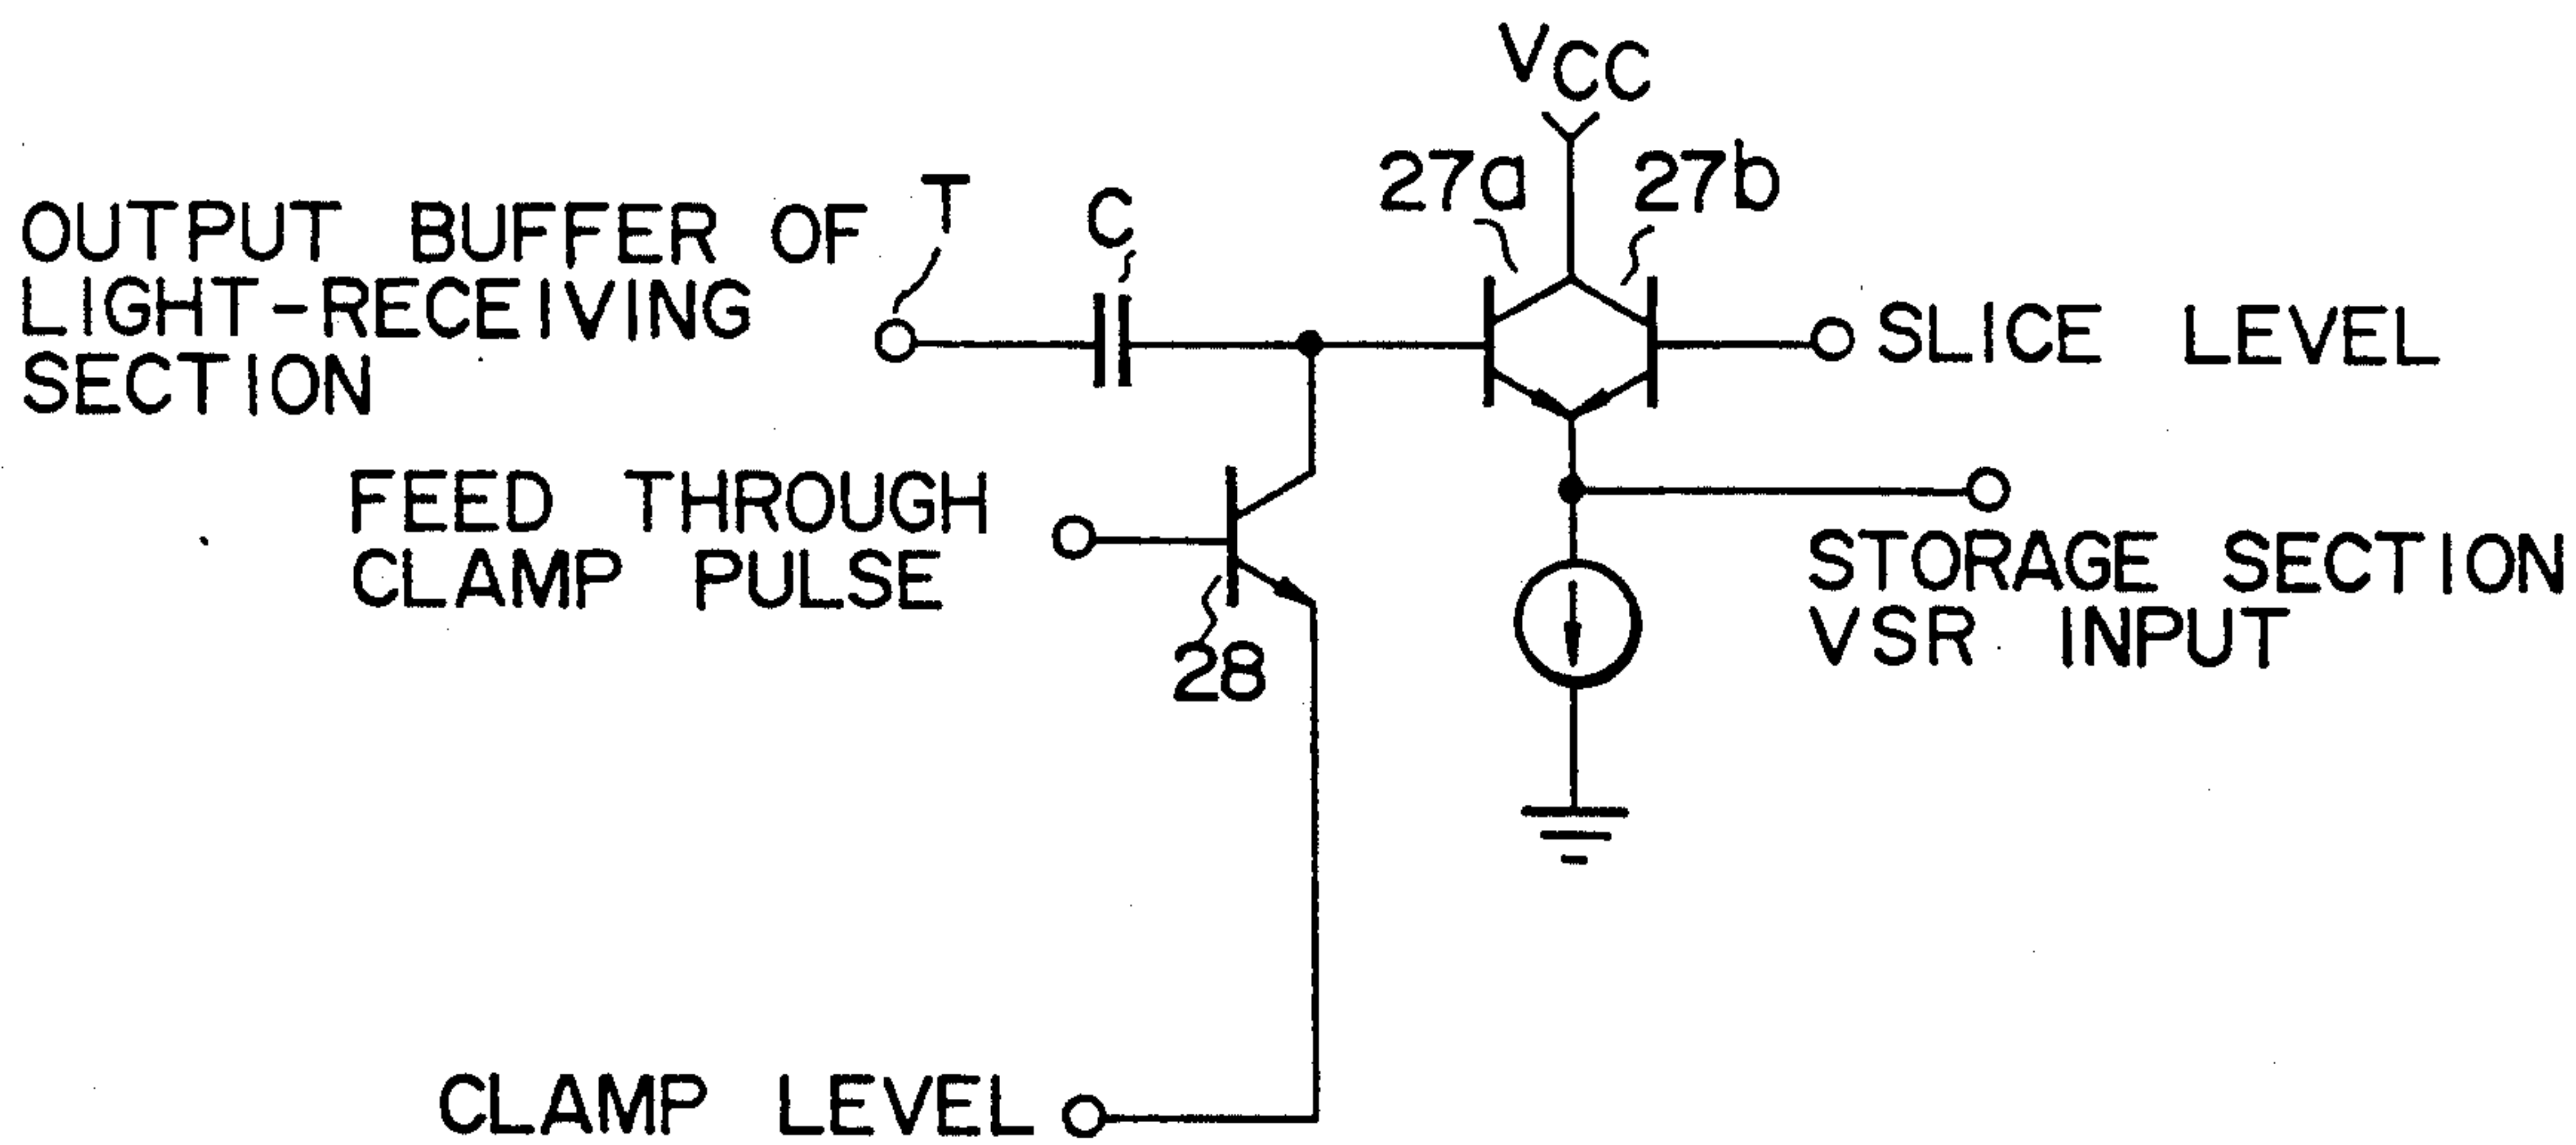 VCC
27a 27b
T
C
OUTPUT BUFFER OF
LIGHT-RECEIVING
SECTION
SLICE LEVEL
FEED THROUGH
CLAMP PULSE
28
STORAGE SECTION
VSR INPUT
CLAMP LEVEL